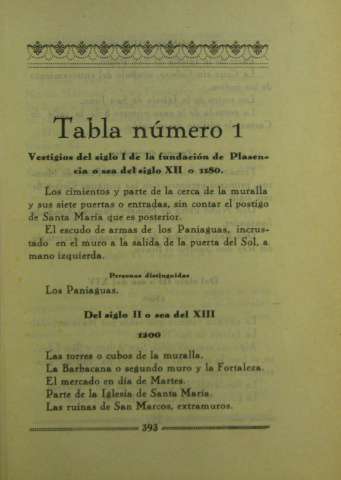 Tabla número 1
Vestigios del siglo I de la fundación de Plasen-
cia o sea del siglo XII o 1180.
Los cimientos y parte de la cerca de la muralla
y sus siete puertas o entradas, sin contar el postigo
de Santa María que es posterior.
El escudo de armas de los Paniaguas, incrus-
tado en el muro a la salida de la puerta del Sol, a
mano izquierda.
Personas distinguidas
Los Paniaguas.
Del siglo II o sea del XIII
1200
Las torres o cubos de la muralla.
La Barbacana o segundo muro y la Fortaleza.
El mercado en día de Martes.
Parte de la Iglesia de Santa María.
Las ruinas de San Marcos, extramuros.
393